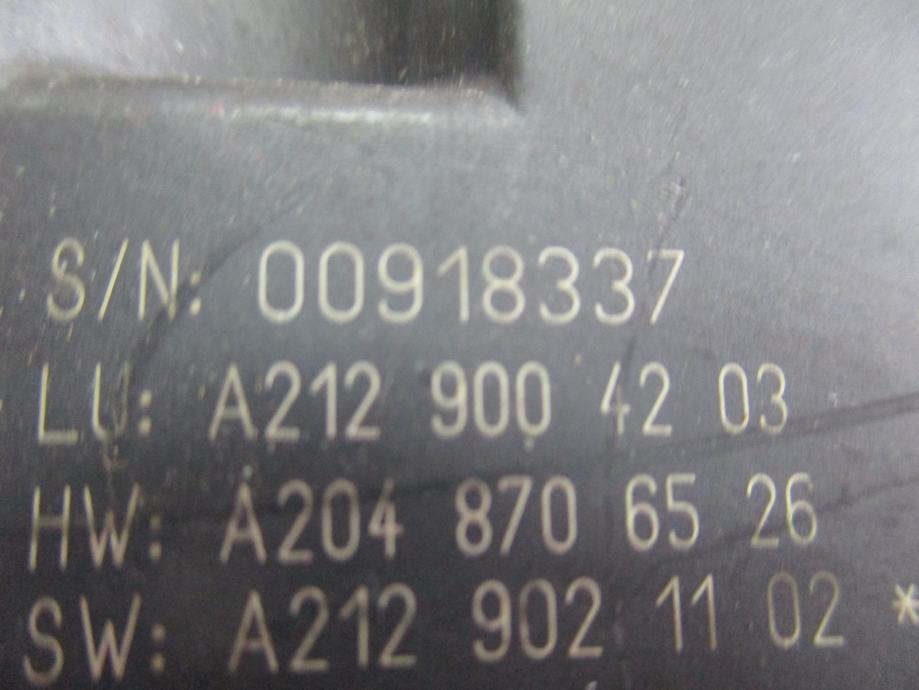 S/N: 00918337
LU: A212 900 42 03
HW: A204 870 65 26
SW: A212 902 11 02 *